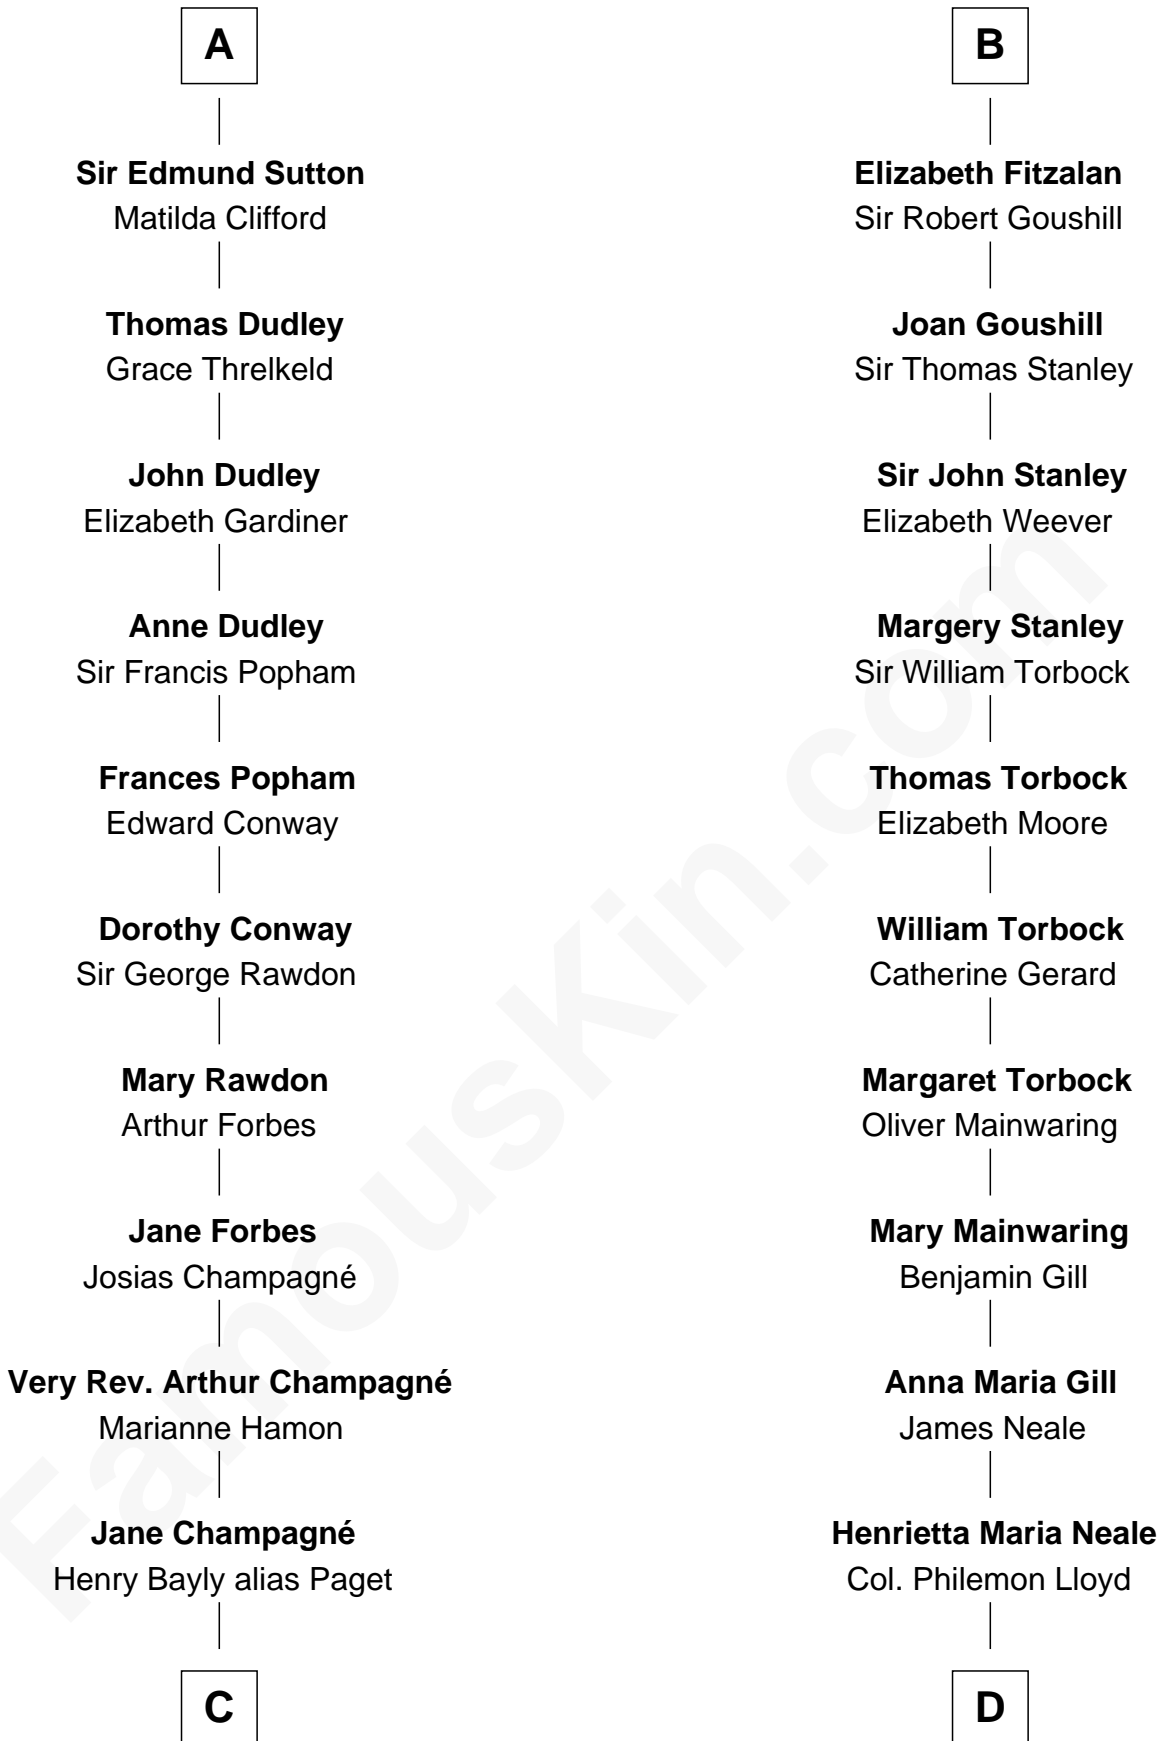 A
Sir Edmund Sutton
Matilda Clifford
Thomas Dudley
Grace Threlkeld
John Dudley
Elizabeth Gardiner
Anne Dudley
Sir Francis Popham
Frances Popham
Edward Conway
Dorothy Conway
Sir George Rawdon
Mary Rawdon
Arthur Forbes
Jane Forbes
Josias Champagné
Very Rev. Arthur Champagné
Marianne Hamon
Jane Champagné
Henry Bayly alias Paget
C
B
Elizabeth Fitzalan
Sir Robert Goushill
Joan Goushill
Sir Thomas Stanley
Sir John Stanley
Elizabeth Weever
Margery Stanley
Sir William Torbock
Thomas Torbock
Elizabeth Moore
William Torbock
Catherine Gerard
Margaret Torbock
Oliver Mainwaring
Mary Mainwaring
Benjamin Gill
Anna Maria Gill
James Neale
Henrietta Maria Neale
Col. Philemon Lloyd
D
FamousKin.com